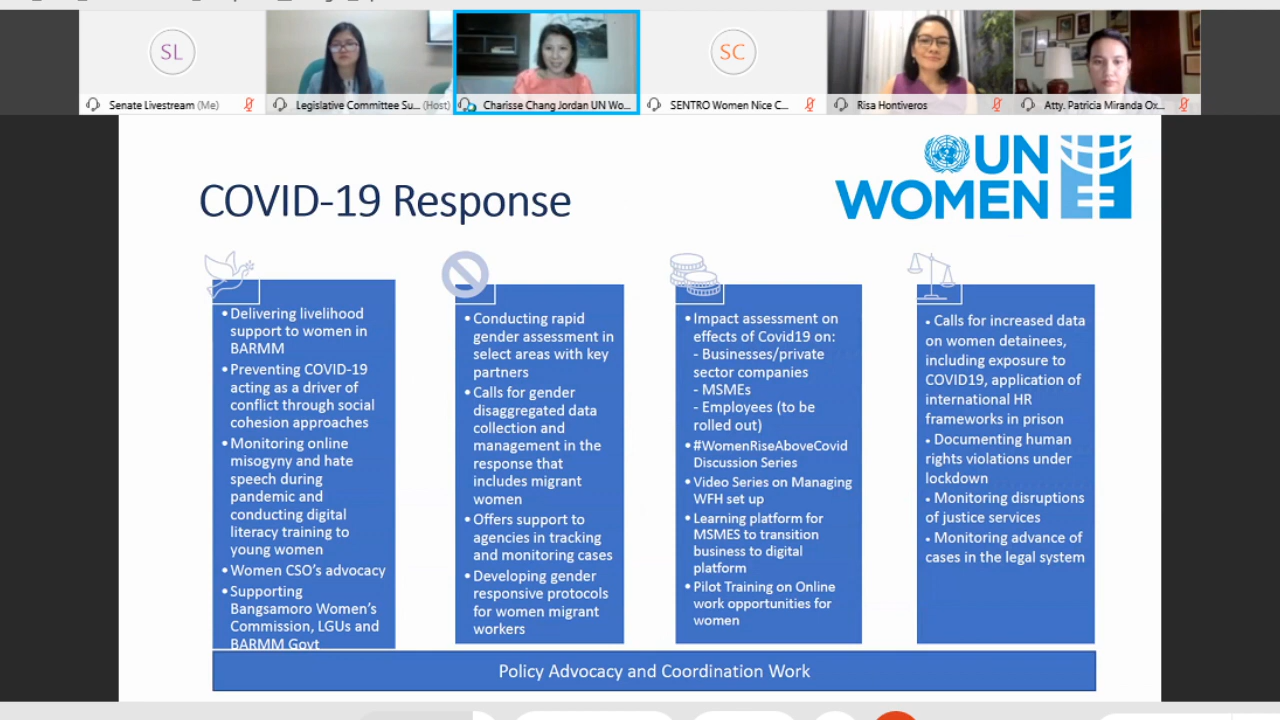 SL
SC
Senate Livestream (Me)
Legislative Committee Su... (Host)
Charisse Chang Jordan UN Wo...
SENTRO Women Nice C...
Risa Hontiveros
Atty. Patricia Miranda Ox...
UN
WOMEN
COVID-19 Response
•Delivering livelihood
support to women in
BARMM
•Preventing COVID-19
acting as a driver of
conflict through social
cohesion approaches
•Monitoring online
misogyny and hate
speech during
pandemic and
conducting digital
literacy training to
young women
•Women CSO's advocacy
•Supporting
Bangsamoro Women's
Commission, LGUs and
BARMM Govt
•Conducting rapid
gender assessment in
select areas with key
partners
•Calls for gender
disaggregated data
collection and
management in the
response that
includes migrant
women
•Offers support to
agencies in tracking
and monitoring cases
•Developing gender
responsive protocols
for women migrant
workers
•Impact assessment on
effects of Covid19 on:
- Businesses/private
sector companies
- MSMEs
- Employees (to be
rolled out)
•#WomenRiseAboveCovid
Discussion Series
•Video Series on Managing
WFH set up
•Learning platform for
MSMES to transition
business to digital
platform
•Pilot Training on Online
work opportunities for
women
• Calls for increased data
on women detainees,
including exposure to
COVID19, application of
international HR
frameworks in prison
• Documenting human
rights violations under
lockdown
• Monitoring disruptions
of justice services
• Monitoring advance of
cases in the legal system
Policy Advocacy and Coordination Work